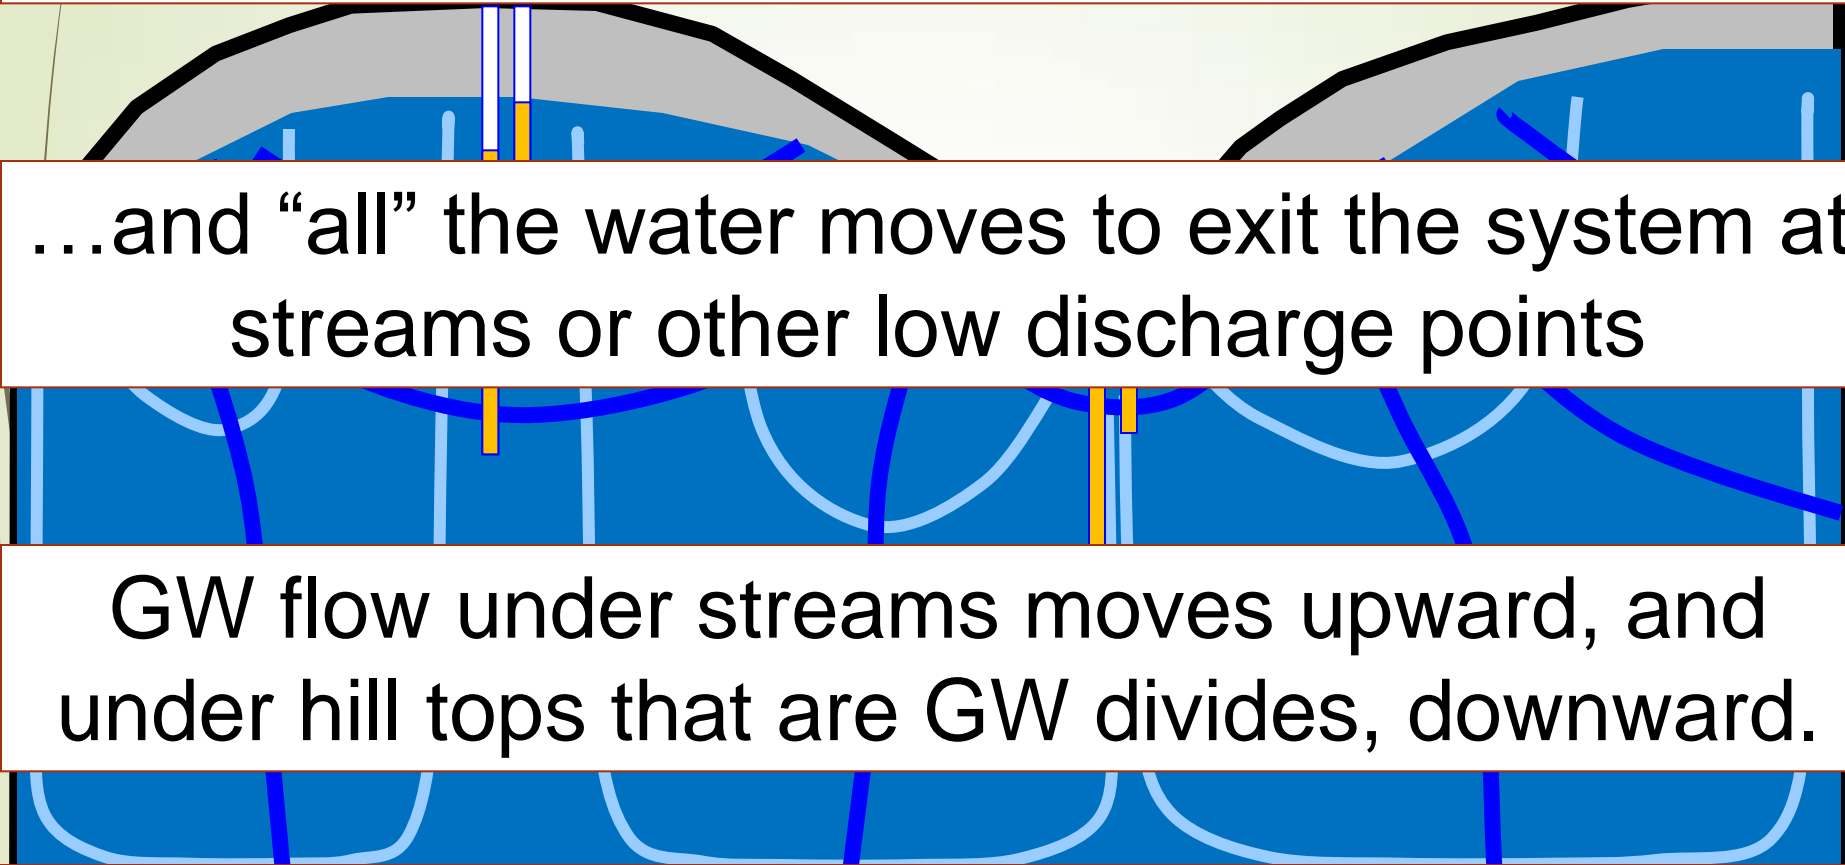 …and “all” the water moves to exit the system at
streams or other low discharge points
GW flow under streams moves upward, and
under hill tops that are GW divides, downward.